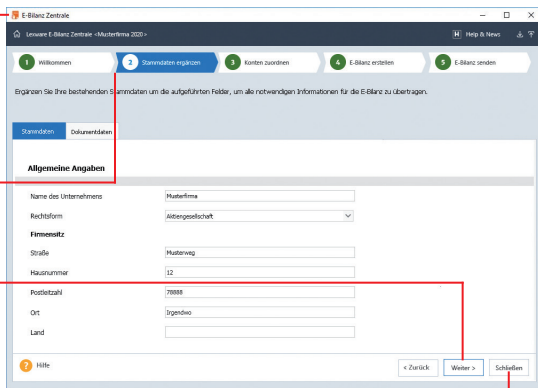 E-Bilanz Zentrale
Lexware E-Bilanz Zentrale <Musterfirma 2020> H Help & News
1 Willkommen 2 Stammdaten ergänzen 3 Konten zuordnen 4 E-Bilanz erstellen 5 E-Bilanz senden
Ergänzen Sie Ihre bestehenden Stammdaten um die aufgeführten Felder, um alle notwendigen Informationen für die E-Bilanz zu übertragen.
Stammdaten Dokumentdaten
Allgemeine Angaben
Name des Unternehmens Musterfirma
Rechtsform Aktiengesellschaft
Firmensitz
Straße Musterweg
Hausnummer 12
Postleitzahl 78888
Ort Irgendwo
Land
? Hilfe < Zurück Weiter > Schließen